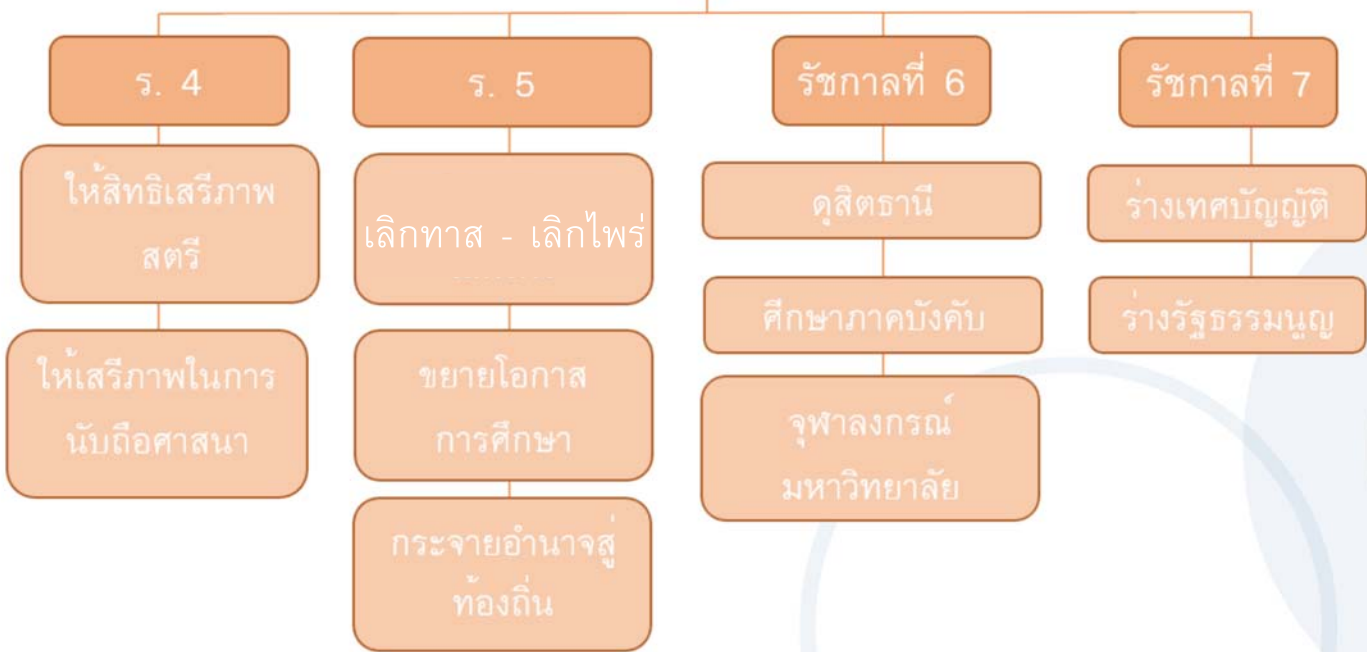 ร. 4
ให้สิทธิเสรีภาพ
สตรี
ให้เสรีภาพในการ
นับถือศาสนา
ร. 5
เลิกทาส - เลิกไพร่
ขยายโอกาส
การศึกษา
กระจายอำนาจสู่
ท้องถิ่น
รัชกาลที่ 6
ดุสิตธานี
ศึกษาภาคบังคับ
จุฬาลงกรณ์
มหาวิทยาลัย
รัชกาลที่ 7
ร่างเทศบัญญัติ
ร่างรัฐธรรมนูญ